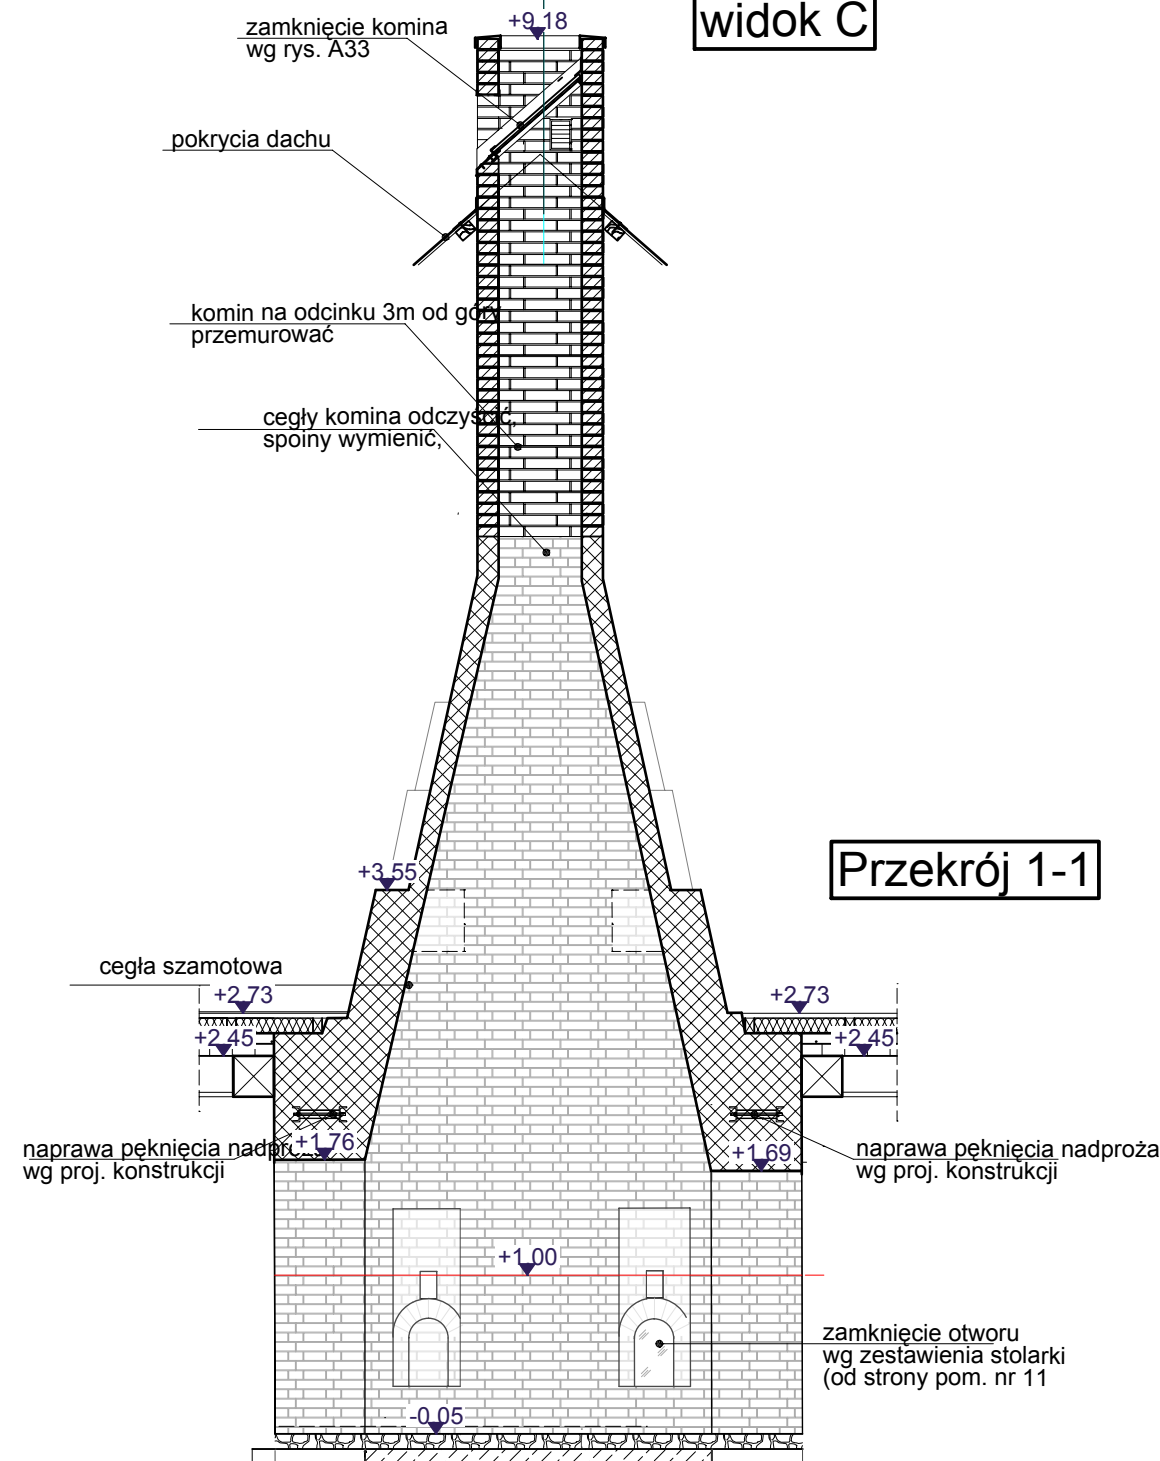 widok C
+9,18
zamknięcie komina
wg rys. A33
pokrycia dachu
komin na odcinku 3m od góry
przemurować
cegły komina odczyścić,
spoiny wymienić,
Przekrój 1-1
+3,55
cegła szamotowa
+2,73
+2,73
+2,45
+2,45
naprawa pęknięcia
wg proj. konstrukcji
+1,76
+1,69
naprawa pęknięcia nadproża
wg proj. konstrukcji
+1,00
zamknięcie otworu
wg zestawienia stolarki
(od strony pom. nr 11
-0,05